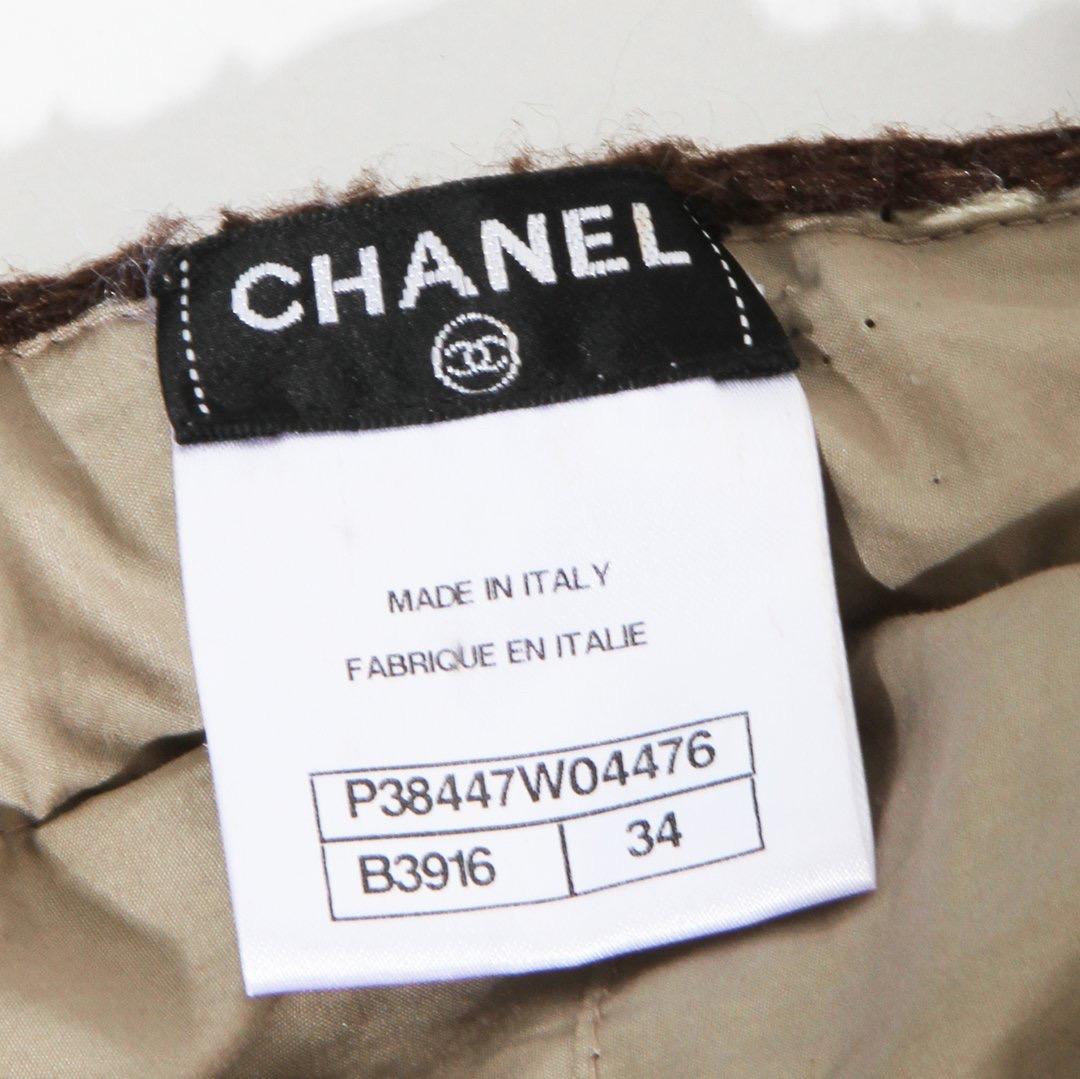 CHANEL
MADE IN ITALY
FABRIQUE EN ITALIE
P38447W04476
B3916 34